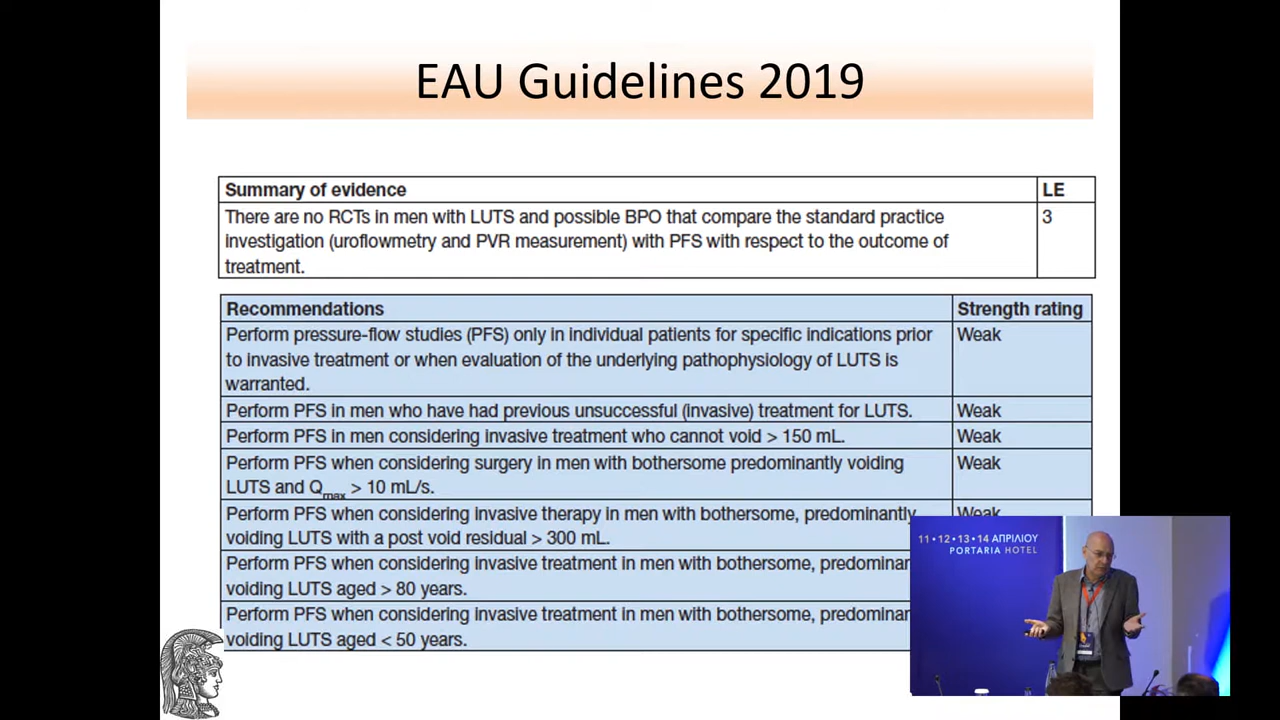 EAU Guidelines 2019
Summary of evidence LE
There are no RCTs in men with LUTS and possible BPO that compare the standard practice 3
investigation (uroflowmetry and PVR measurement) with PFS with respect to the outcome of
treatment.
Recommendations Strength rating
Perform pressure-flow studies (PFS) only in individual patients for specific indications prior Weak
to invasive treatment or when evaluation of the underlying pathophysiology of LUTS is
warranted.
Perform PFS in men who have had previous unsuccessful (invasive) treatment for LUTS. Weak
Perform PFS in men considering invasive treatment who cannot void > 150 mL. Weak
Perform PFS when considering surgery in men with bothersome predominantly voiding Weak
LUTS and Qmax > 10 mL/s.
Perform PFS when considering invasive therapy in men with bothersome, predominantly Weak
voiding LUTS with a post void residual > 300 mL.
Perform PFS when considering invasive treatment in men with bothersome, predominan
voiding LUTS aged > 80 years.
Perform PFS when considering invasive treatment in men with bothersome, predominan
voiding LUTS aged < 50 years.
11•12•13•14 ΑΠΡΙΛΙΟΥ
PORTARIA HOTEL